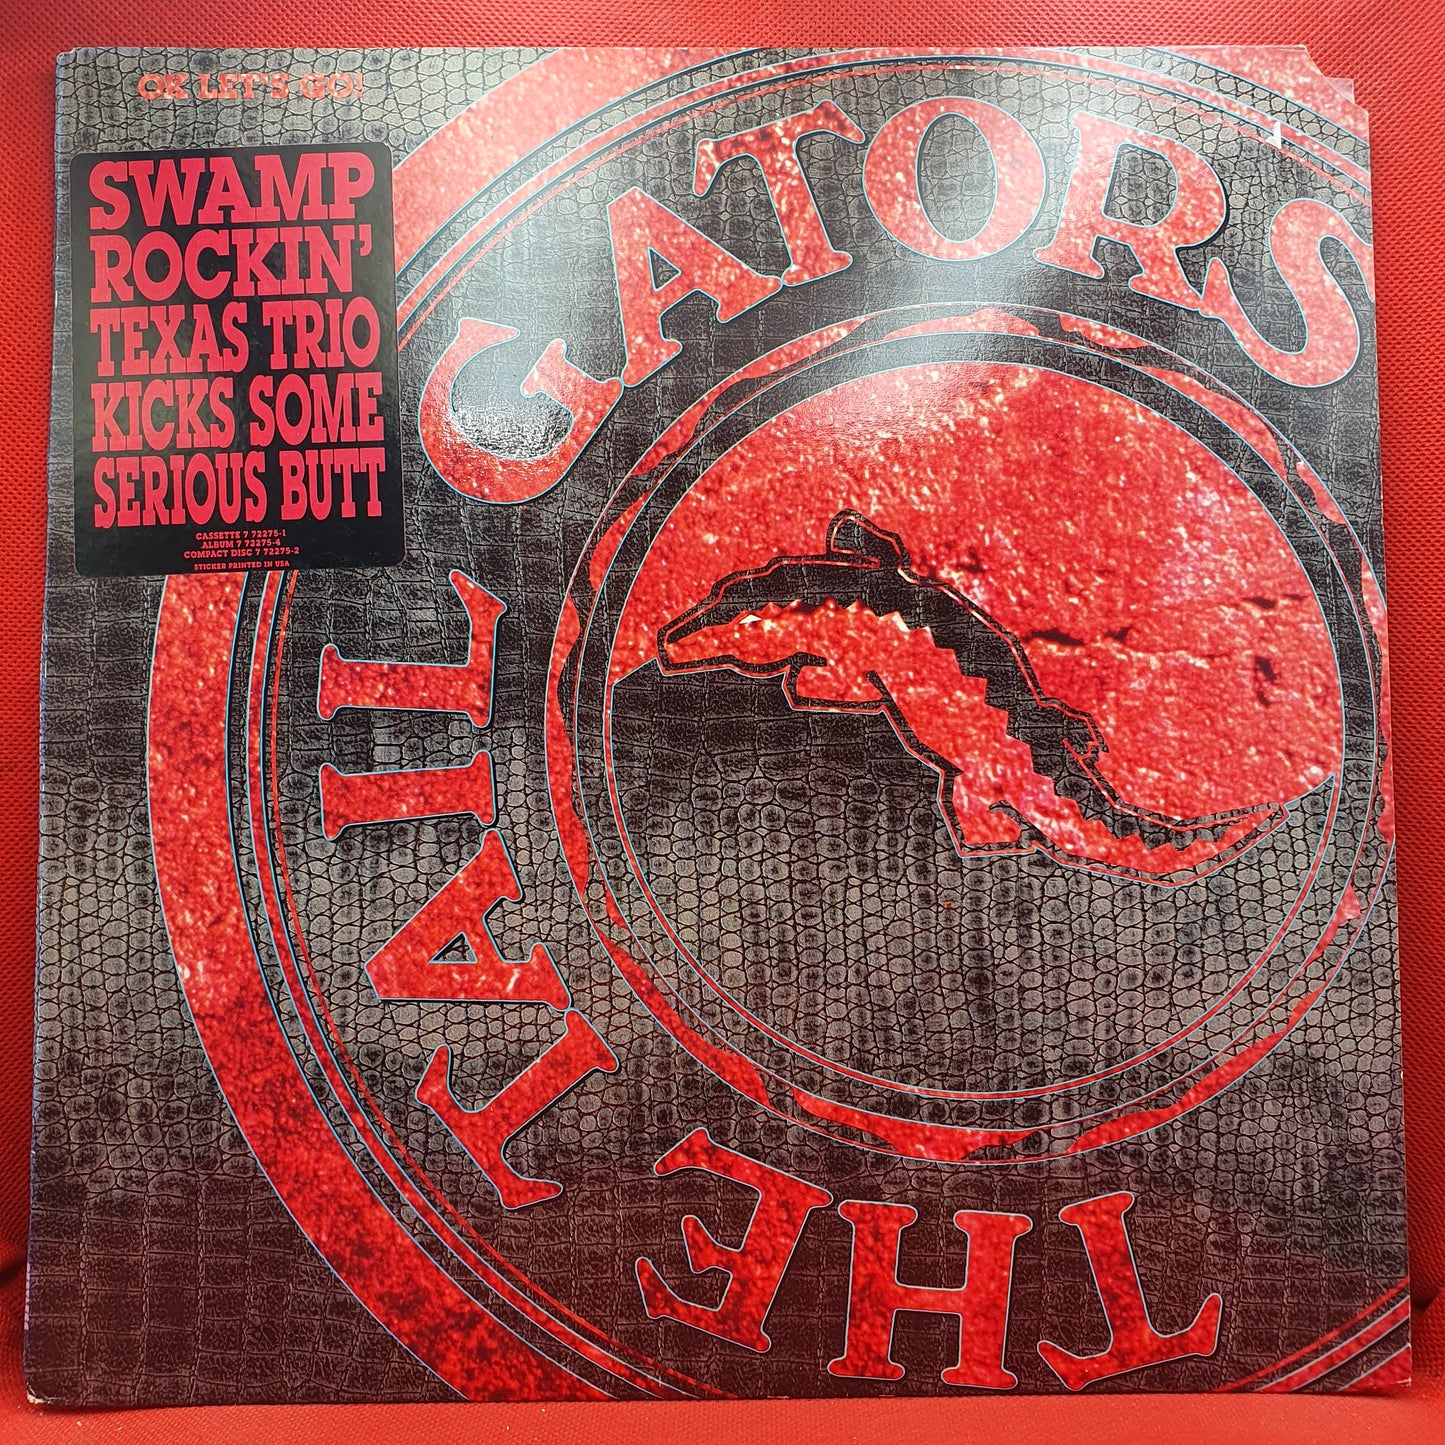 OK LET'S GO!
SWAMP
ROCKIN'
TEXAS TRIO
KICKS SOME
SERIOUS BUTT
CASSETTE 7 72275-1
ALBUM 7 72275-4
COMPACT DISC 7 72275-2
STICKER PRINTED IN USA
THE TAIL GATORS